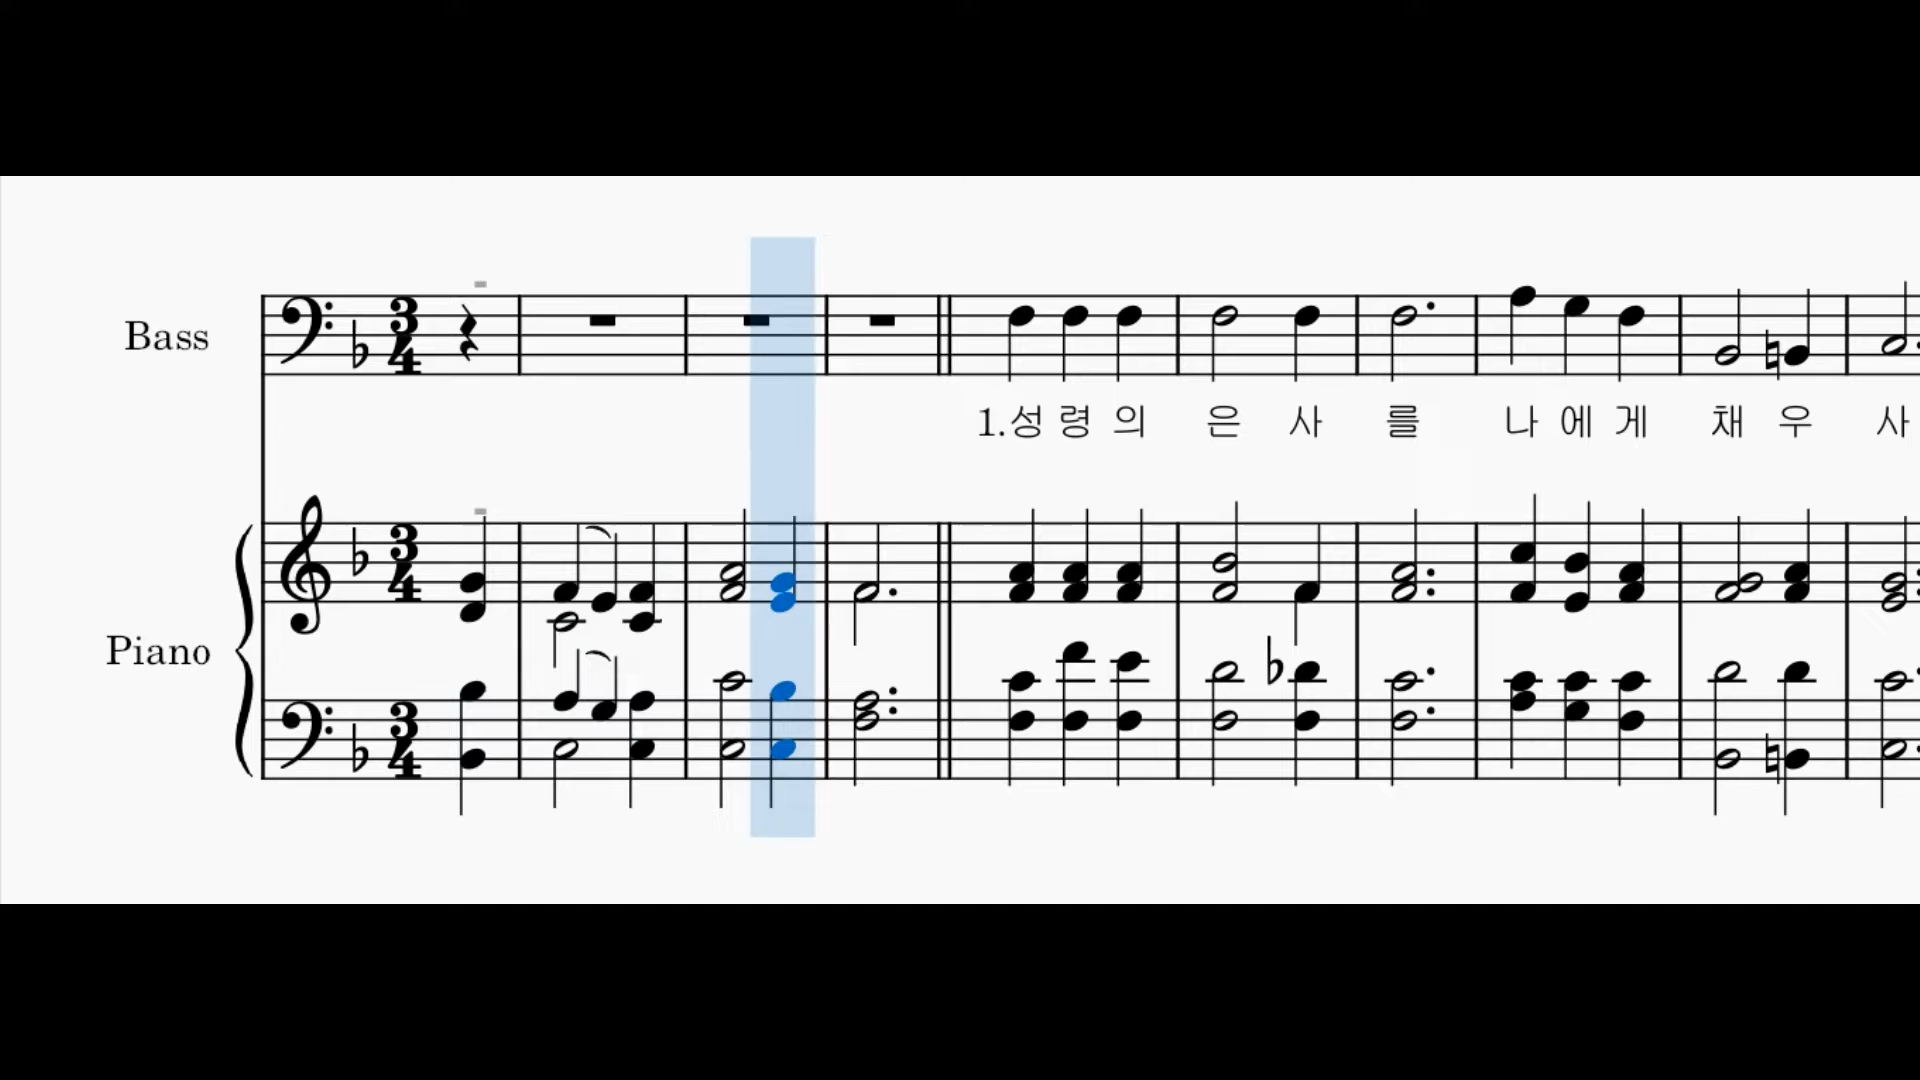 Bass
1.성 령 의 은 사 를 나 에 게 채 우 사
Piano